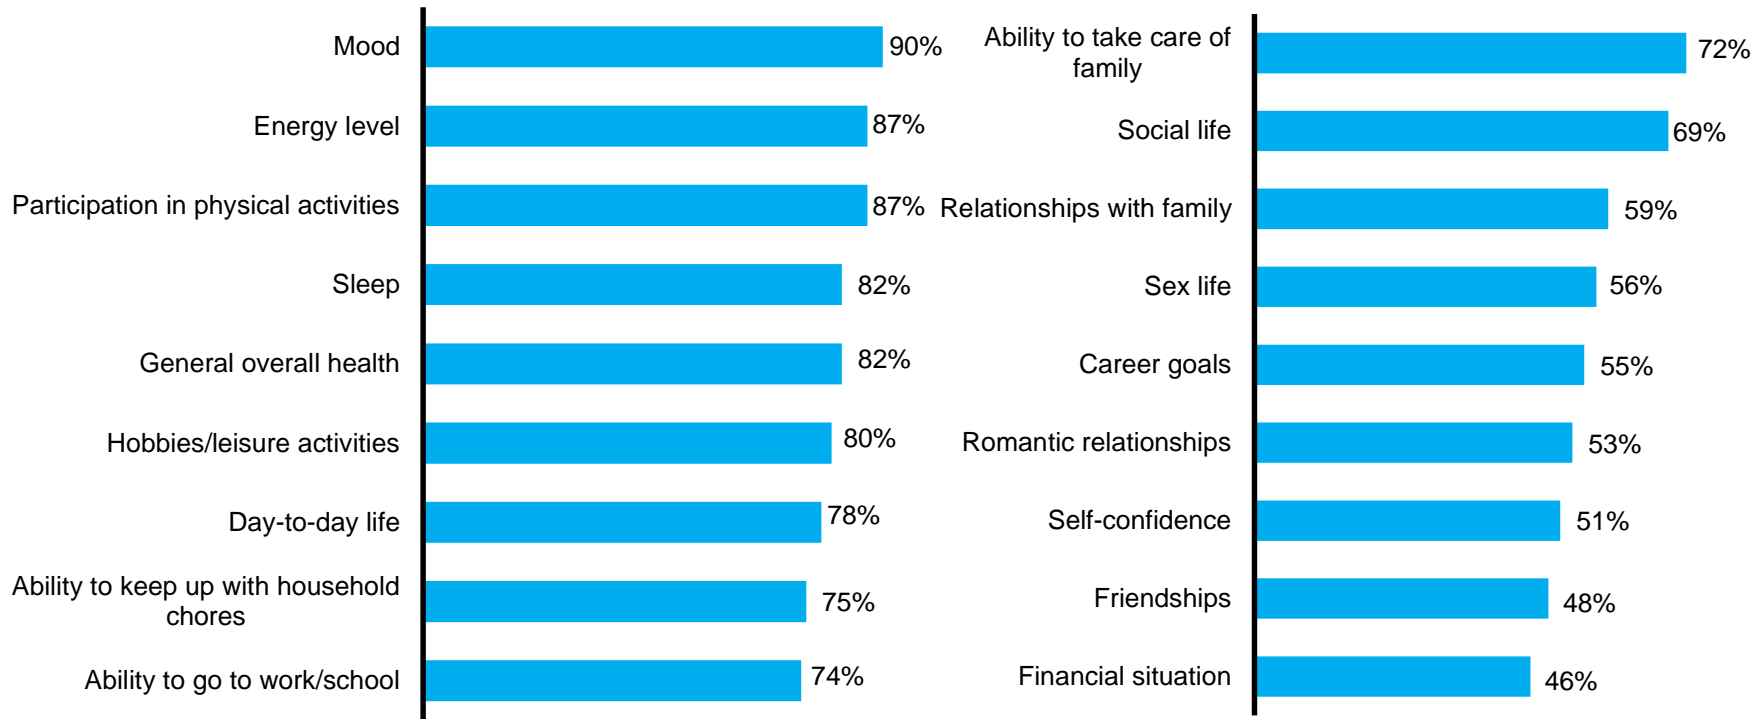 Mood 90%
Energy level 87%
Participation in physical activities 87%
Sleep 82%
General overall health 82%
Hobbies/leisure activities 80%
Day-to-day life 78%
Ability to keep up with household
chores 75%
Ability to go to work/school 74%
Ability to take care of
family 72%
Social life 69%
Relationships with family 59%
Sex life 56%
Career goals 55%
Romantic relationships 53%
Self-confidence 51%
Friendships 48%
Financial situation 46%